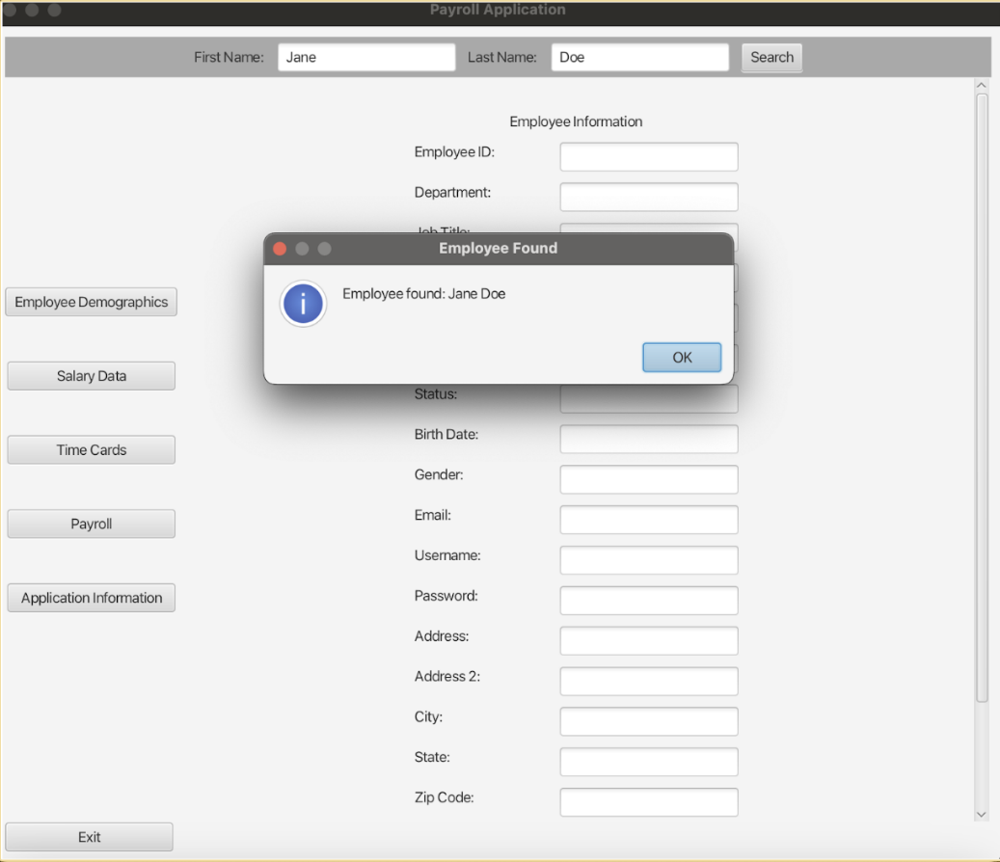 Payroll Application
First Name: Jane Last Name: Doe Search
Employee Information
Employee ID:
Department:
Job Title:
Employee Found
Employee found: Jane Doe
OK
Status:
Birth Date:
Gender:
Email:
Username:
Password:
Address:
Address 2:
City:
State:
Zip Code:
Employee Demographics
Salary Data
Time Cards
Payroll
Application Information
Exit